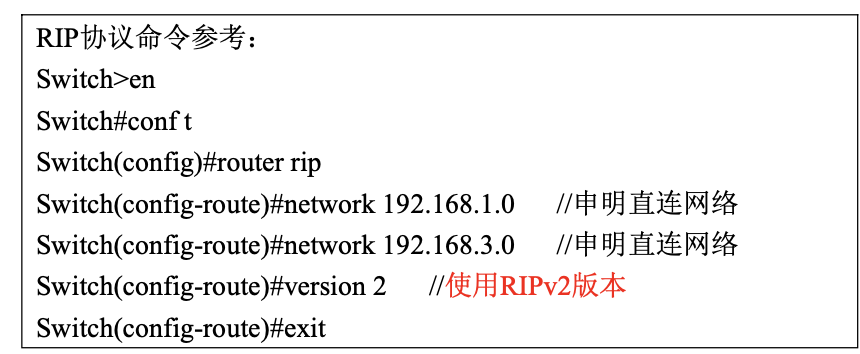 RIP协议命令参考：
Switch>en
Switch#conf t
Switch(config)#router rip
Switch(config-route)#network 192.168.1.0 //申明直连网络
Switch(config-route)#network 192.168.3.0 //申明直连网络
Switch(config-route)#version 2 //使用RIPv2版本
Switch(config-route)#exit